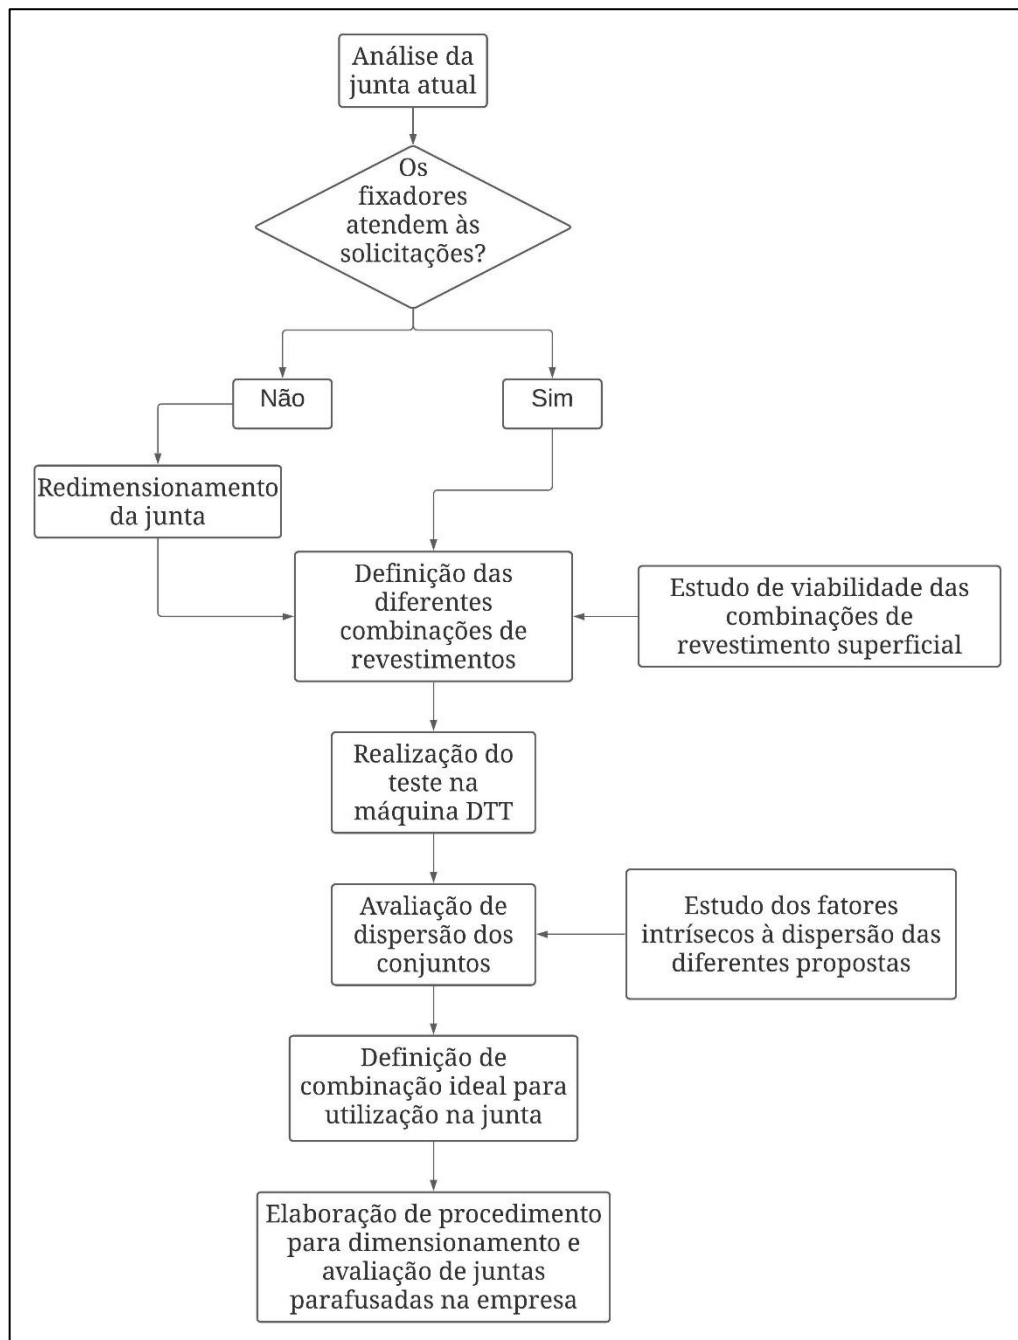 Análise da
junta atual
Os
fixadores
atendem às
solicitações?
Não
Sim
Redimensionamento
da junta
Definição das
diferentes
combinações de
revestimentos
Estudo de viabilidade das
combinações de
revestimento superficial
Realização do
teste na
máquina DTT
Avaliação de
dispersão dos
conjuntos
Estudo dos fatores
intrísecos à dispersão das
diferentes propostas
Definição de
combinação ideal para
utilização na junta
Elaboração de procedimento
para dimensionamento e
avaliação de juntas
parafusadas na empresa